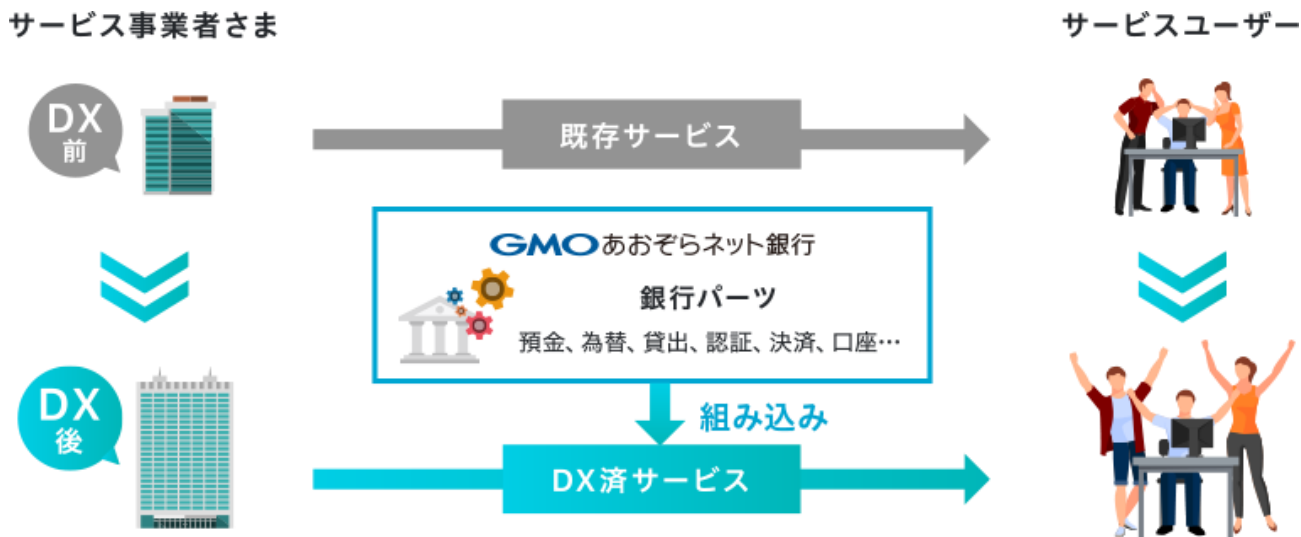 サービス事業者さま
サービスユーザー
DX
前
既存サービス
GMOあおぞらネット銀行
銀行パーツ
預金、為替、貸出、認証、決済、口座…
組み込み
DX
後
DX済サービス